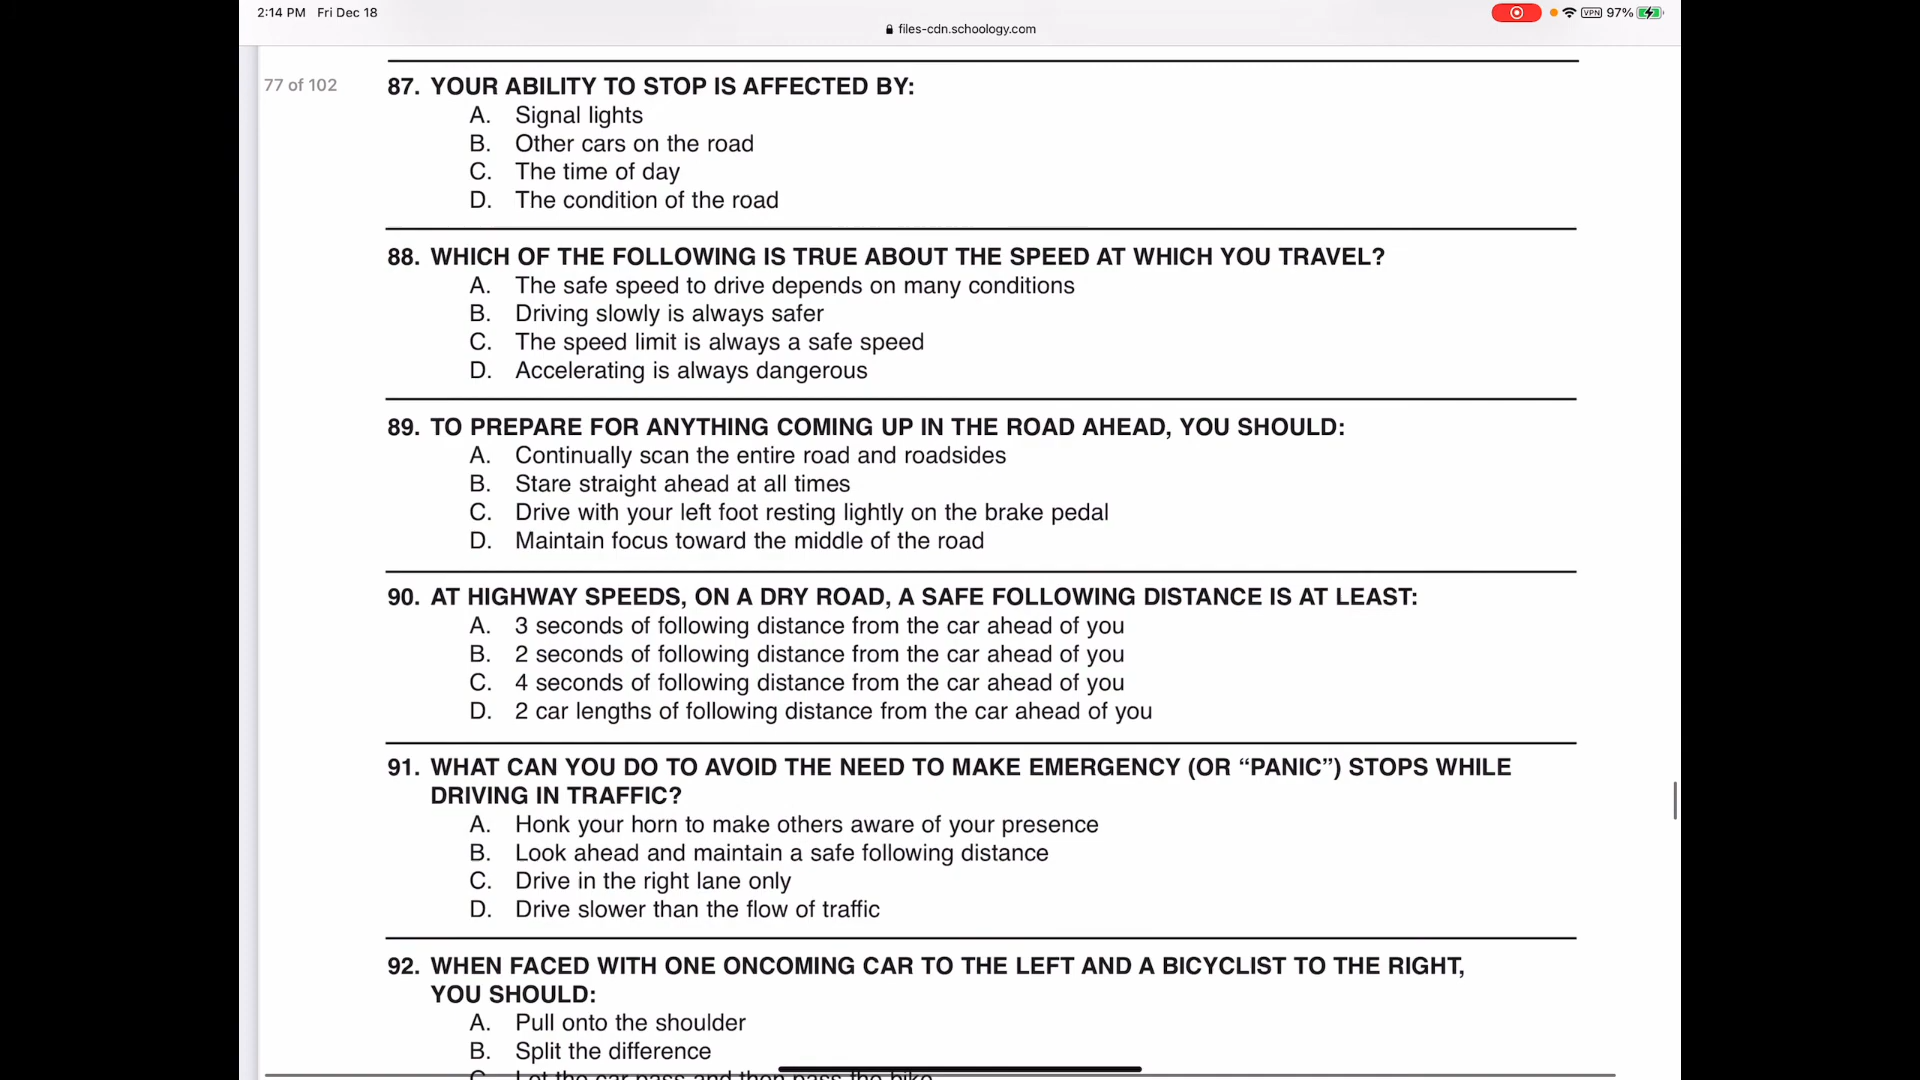 2:14 PM Fri Dec 18
VPN 97%
files-cdn.schoology.com
77 of 102
87. YOUR ABILITY TO STOP IS AFFECTED BY:
A. Signal lights
B. Other cars on the road
C. The time of day
D. The condition of the road
88. WHICH OF THE FOLLOWING IS TRUE ABOUT THE SPEED AT WHICH YOU TRAVEL?
A. The safe speed to drive depends on many conditions
B. Driving slowly is always safer
C. The speed limit is always a safe speed
D. Accelerating is always dangerous
89. TO PREPARE FOR ANYTHING COMING UP IN THE ROAD AHEAD, YOU SHOULD:
A. Continually scan the entire road and roadsides
B. Stare straight ahead at all times
C. Drive with your left foot resting lightly on the brake pedal
D. Maintain focus toward the middle of the road
90. AT HIGHWAY SPEEDS, ON A DRY ROAD, A SAFE FOLLOWING DISTANCE IS AT LEAST:
A. 3 seconds of following distance from the car ahead of you
B. 2 seconds of following distance from the car ahead of you
C. 4 seconds of following distance from the car ahead of you
D. 2 car lengths of following distance from the car ahead of you
91. WHAT CAN YOU DO TO AVOID THE NEED TO MAKE EMERGENCY (OR “PANIC”) STOPS WHILE
DRIVING IN TRAFFIC?
A. Honk your horn to make others aware of your presence
B. Look ahead and maintain a safe following distance
C. Drive in the right lane only
D. Drive slower than the flow of traffic
92. WHEN FACED WITH ONE ONCOMING CAR TO THE LEFT AND A BICYCLIST TO THE RIGHT,
YOU SHOULD:
A. Pull onto the shoulder
B. Split the difference
C. Let the car pass and then pass the bike